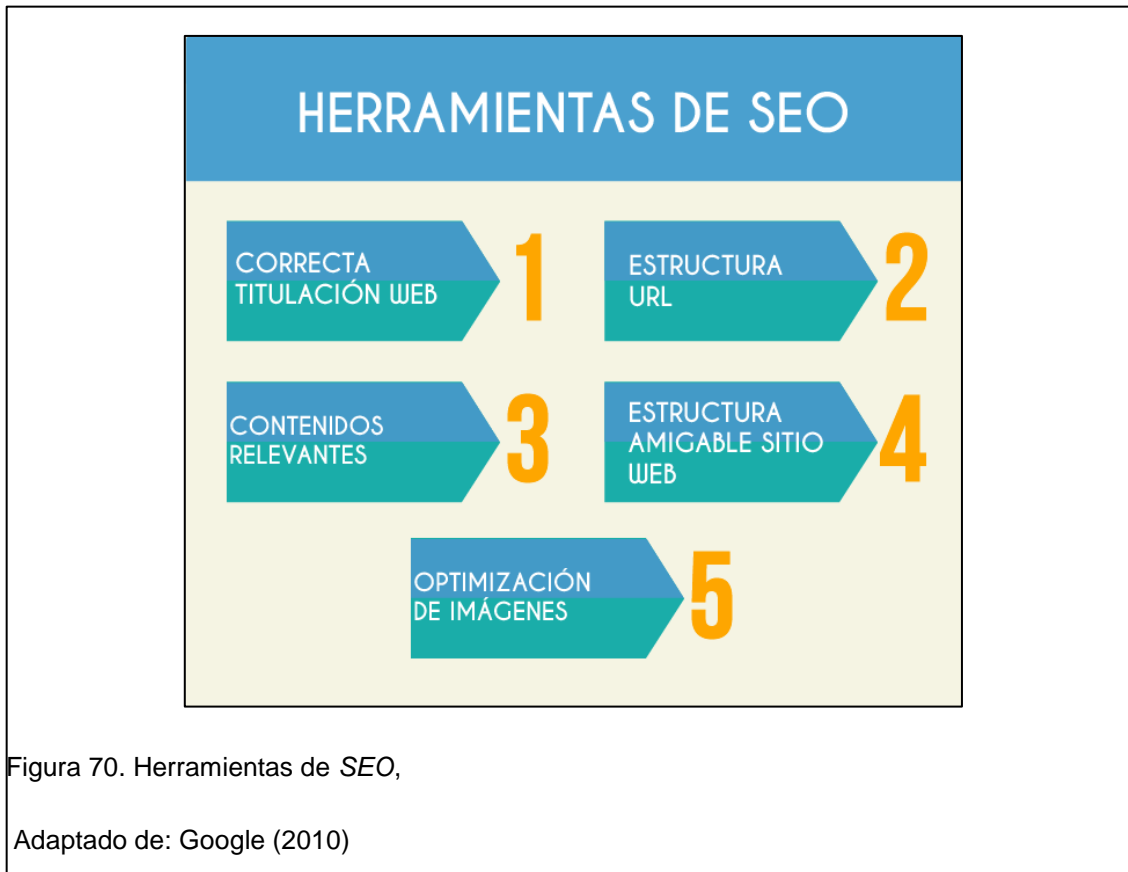 HERRAMIENTAS DE SEO
CORRECTA
TITULACIÓN WEB
1
ESTRUCTURA
URL
2
CONTENIDOS
RELEVANTES
3
ESTRUCTURA
AMIGABLE SITIO
WEB
4
OPTIMIZACIÓN
DE IMÁGENES
5
Figura 70. Herramientas de SEO,
Adaptado de: Google (2010)